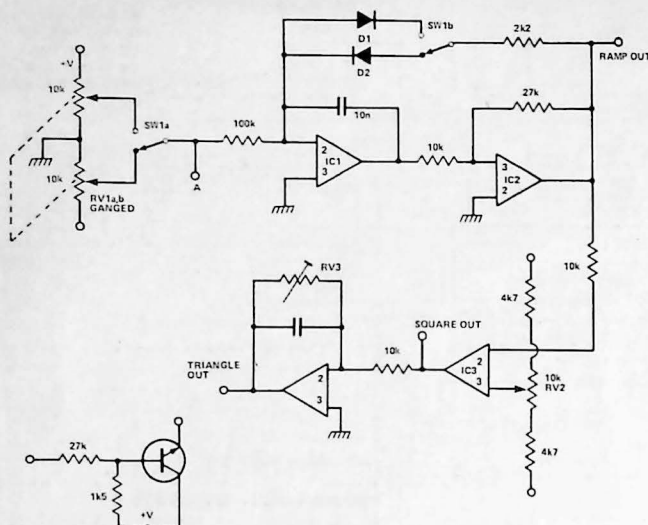 +V
10k
10k
RV1a,b
GANGED
SW1a
A
100k
D1
D2
SW1b
2k2
RAMP OUT
10n
2
3
IC1
10k
27k
3
2
IC2
10k
4k7
10k
RV2
4k7
2
3
IC3
SQUARE OUT
10k
RV3
2
3
TRIANGLE
OUT
27k
1k5
+V